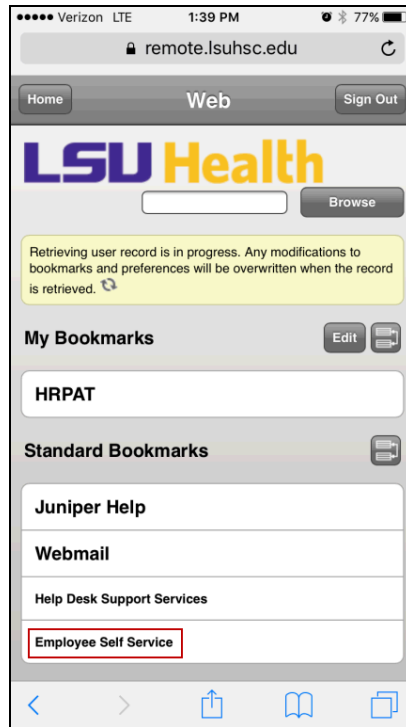 Verizon LTE 1:39 PM 77%
remote.lsuhsc.edu
Home Web Sign Out
LSU Health
Browse
Retrieving user record is in progress. Any modifications to
bookmarks and preferences will be overwritten when the record
is retrieved.
My Bookmarks Edit
HRPAT
Standard Bookmarks
Juniper Help
Webmail
Help Desk Support Services
Employee Self Service